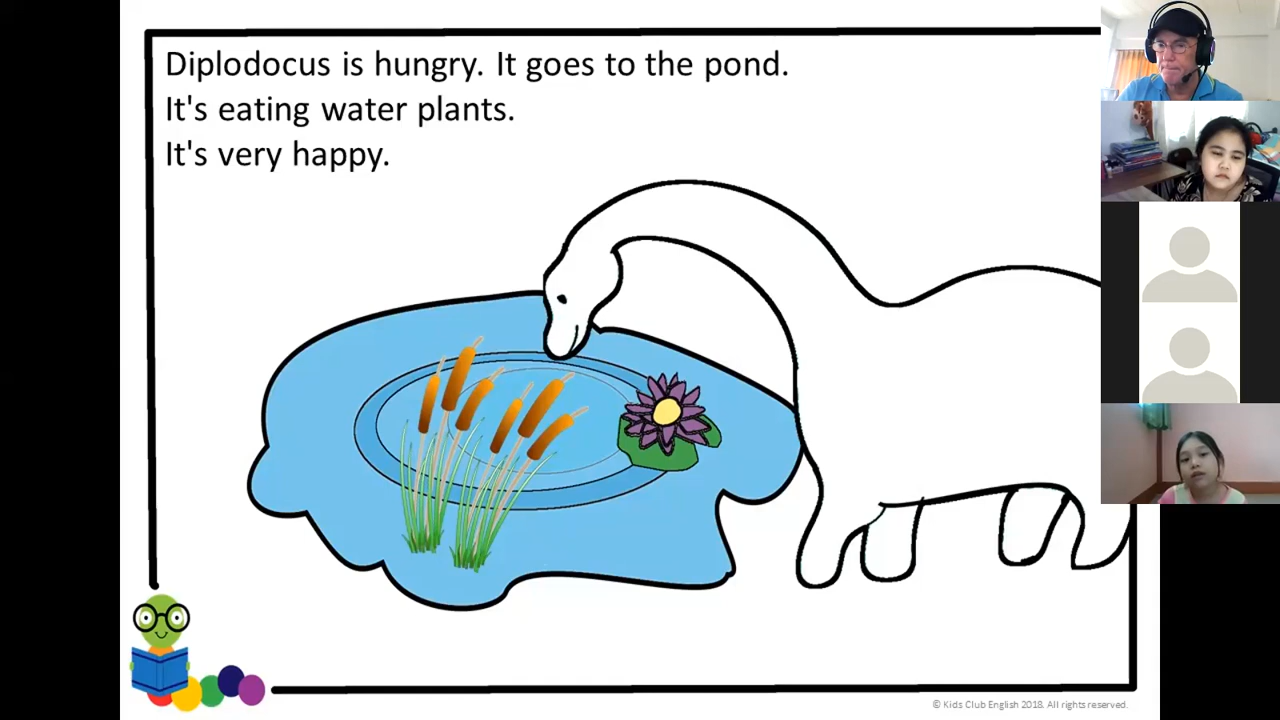 Diplodocus is hungry. It goes to the pond.
It's eating water plants.
It's very happy.
© Kids Club English 2018. All rights reserved.